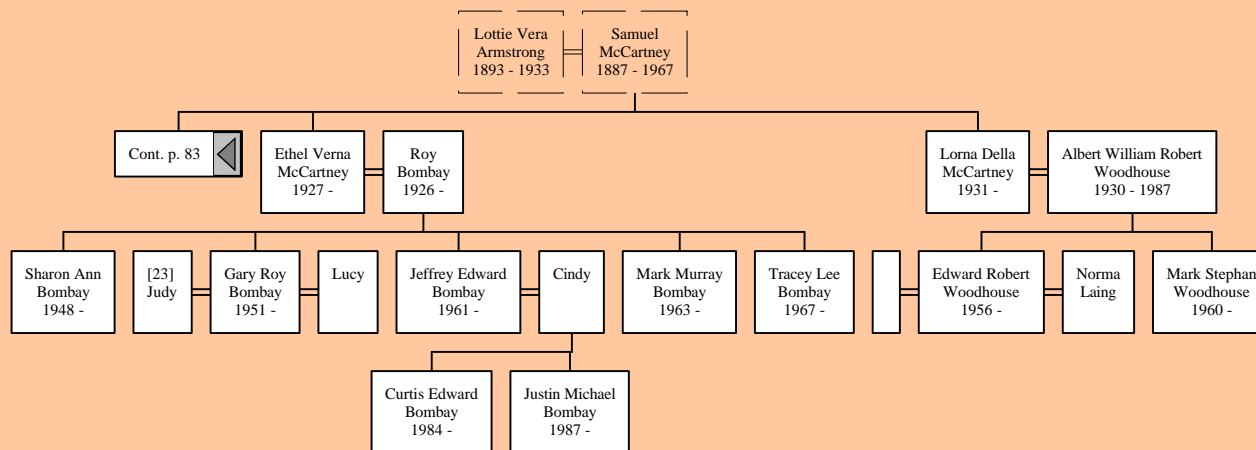 Lottie Vera
Armstrong
1893 - 1933
Samuel
McCartney
1887 - 1967
Cont. p. 83
Ethel Verna
McCartney
1927 -
Roy
Bombay
1926 -
Lorna Della
McCartney
1931 -
Albert William Robert
Woodhouse
1930 - 1987
Sharon Ann
Bombay
1948 -
[23]
Judy
Gary Roy
Bombay
1951 -
Lucy
Jeffrey Edward
Bombay
1961 -
Cindy
Mark Murray
Bombay
1963 -
Tracey Lee
Bombay
1967 -
Edward Robert
Woodhouse
1956 -
Norma
Laing
Mark Stephan
Woodhouse
1960 -
Curtis Edward
Bombay
1984 -
Justin Michael
Bombay
1987 -